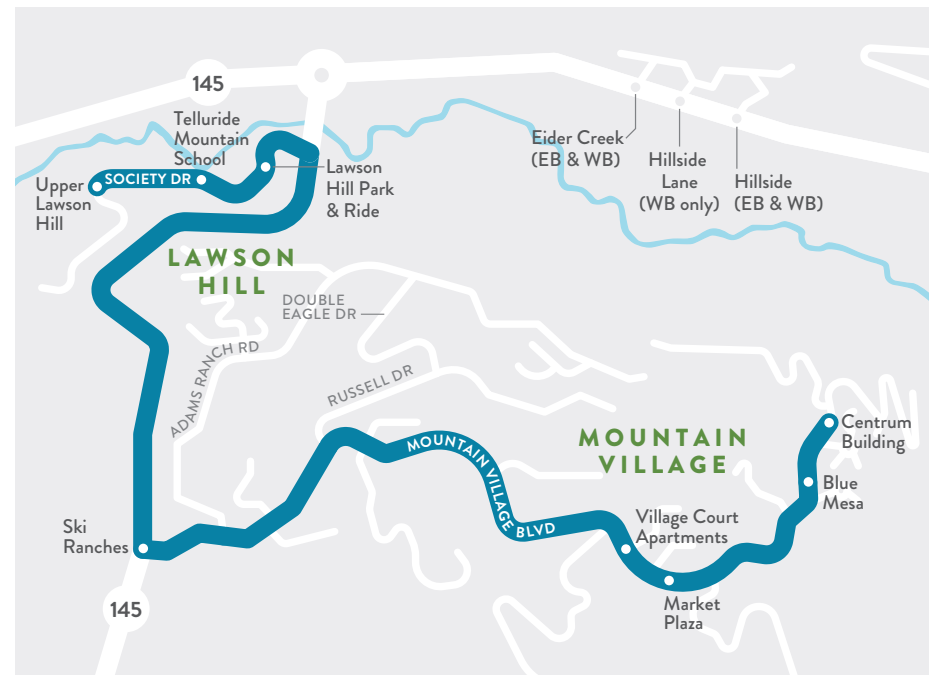 145
Telluride
Mountain
School
Eider Creek
(EB & WB)
Hillside
Lane
(WB only)
Hillside
(EB & WB)
Upper
Lawson
Hill
SOCIETY DR
Lawson
Hill Park
& Ride
LAWSON
HILL
DOUBLE
EAGLE DR
ADAMS RANCH RD
RUSSELL DR
MOUNTAIN VILLAGE BLVD
MOUNTAIN
VILLAGE
Centrum
Building
Blue
Mesa
Village Court
Apartments
Market
Plaza
Ski
Ranches
145